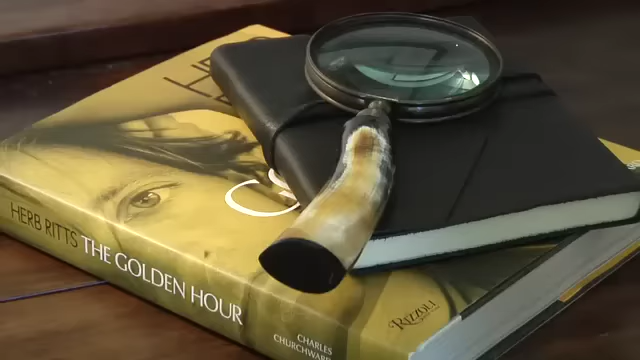 HERB RITTS THE GOLDEN HOUR
CHARLES
CHURCHWARD
RIZZOLI